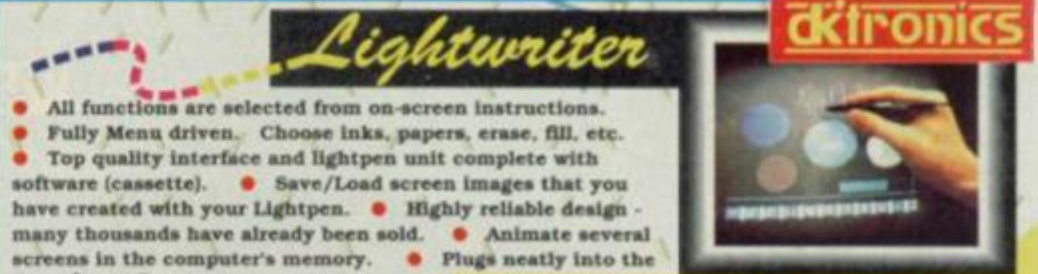 dktronics
Lightwriter
● All functions are selected from on-screen instructions.
● Fully Menu driven. Choose inks, papers, erase, fill, etc.
● Top quality interface and lightpen unit complete with
software (cassette). ● Save/Load screen images that you
have created with your Lightpen. ● Highly reliable design -
many thousands have already been sold. ● Animate several
screens in the computer's memory. ● Plugs neatly into the